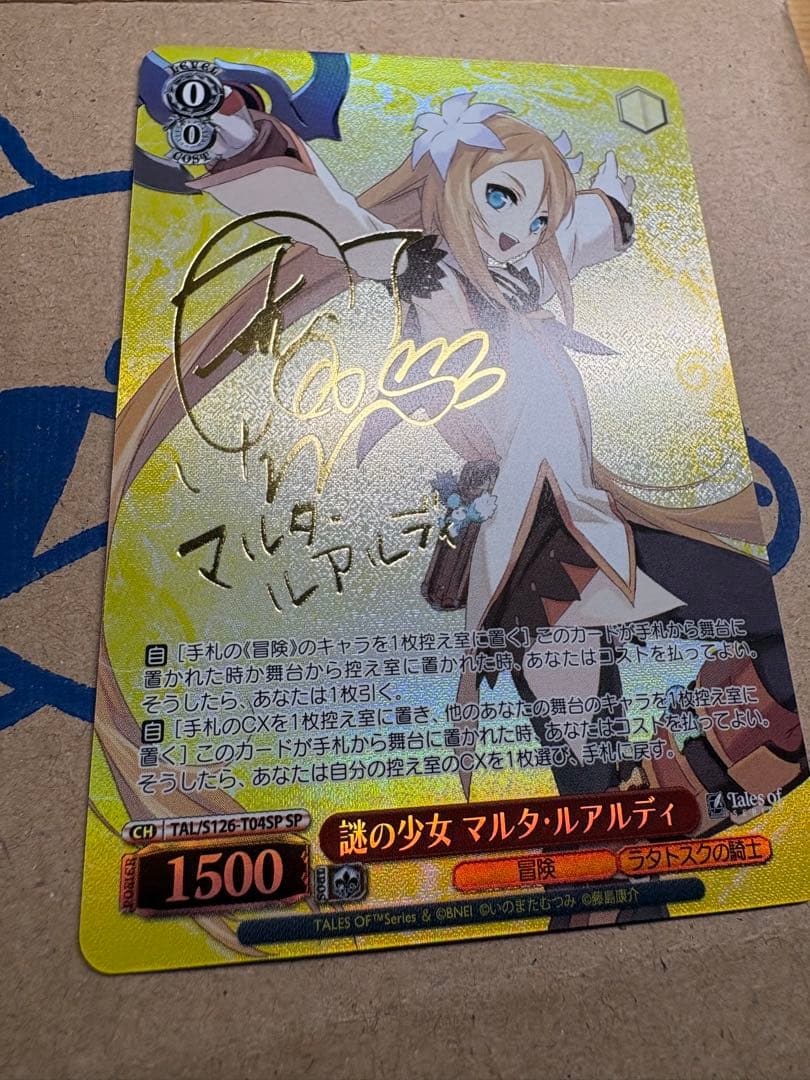 LEVEL
0
0
COST
マルタ・
ルアルディ
自 [手札の《冒険》のキャラを1枚控え室に置く] このカードが手札から舞台に
置かれた時か舞台から控え室に置かれた時、あなたはコストを払ってよい。
そうしたら、あなたは1枚引く。
自 [手札のCXを1枚控え室に置き、他のあなたの舞台のキャラを1枚控え室に
置く] このカードが手札から舞台に置かれた時、あなたはコストを払ってよい。
そうしたら、あなたは自分の控え室のCXを1枚選び、手札に戻す。
Tales of
SERIES
CH TAL/S126-T04SP SP
謎の少女 マルタ・ルアルディ
POWER 1500 SOUL
冒険 ラタトスクの騎士
TALES OF™Series & ©BNEI ©いのまたむつみ ©藤島康介